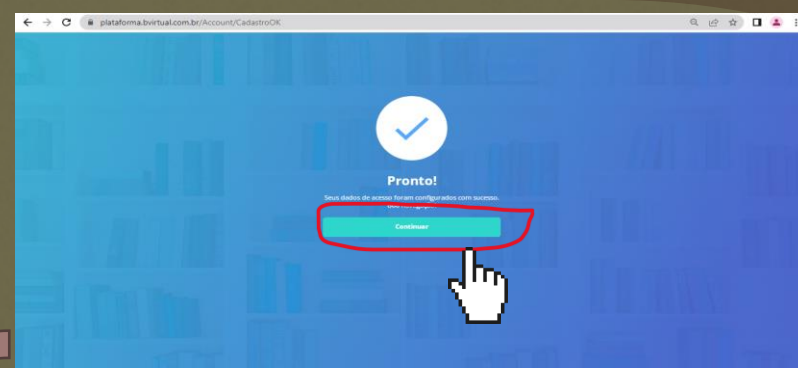 plataforma.bvirtual.com.br/Account/CadastroOK
Pronto!
Seus dados de acesso foram configurados com sucesso.
Continuar